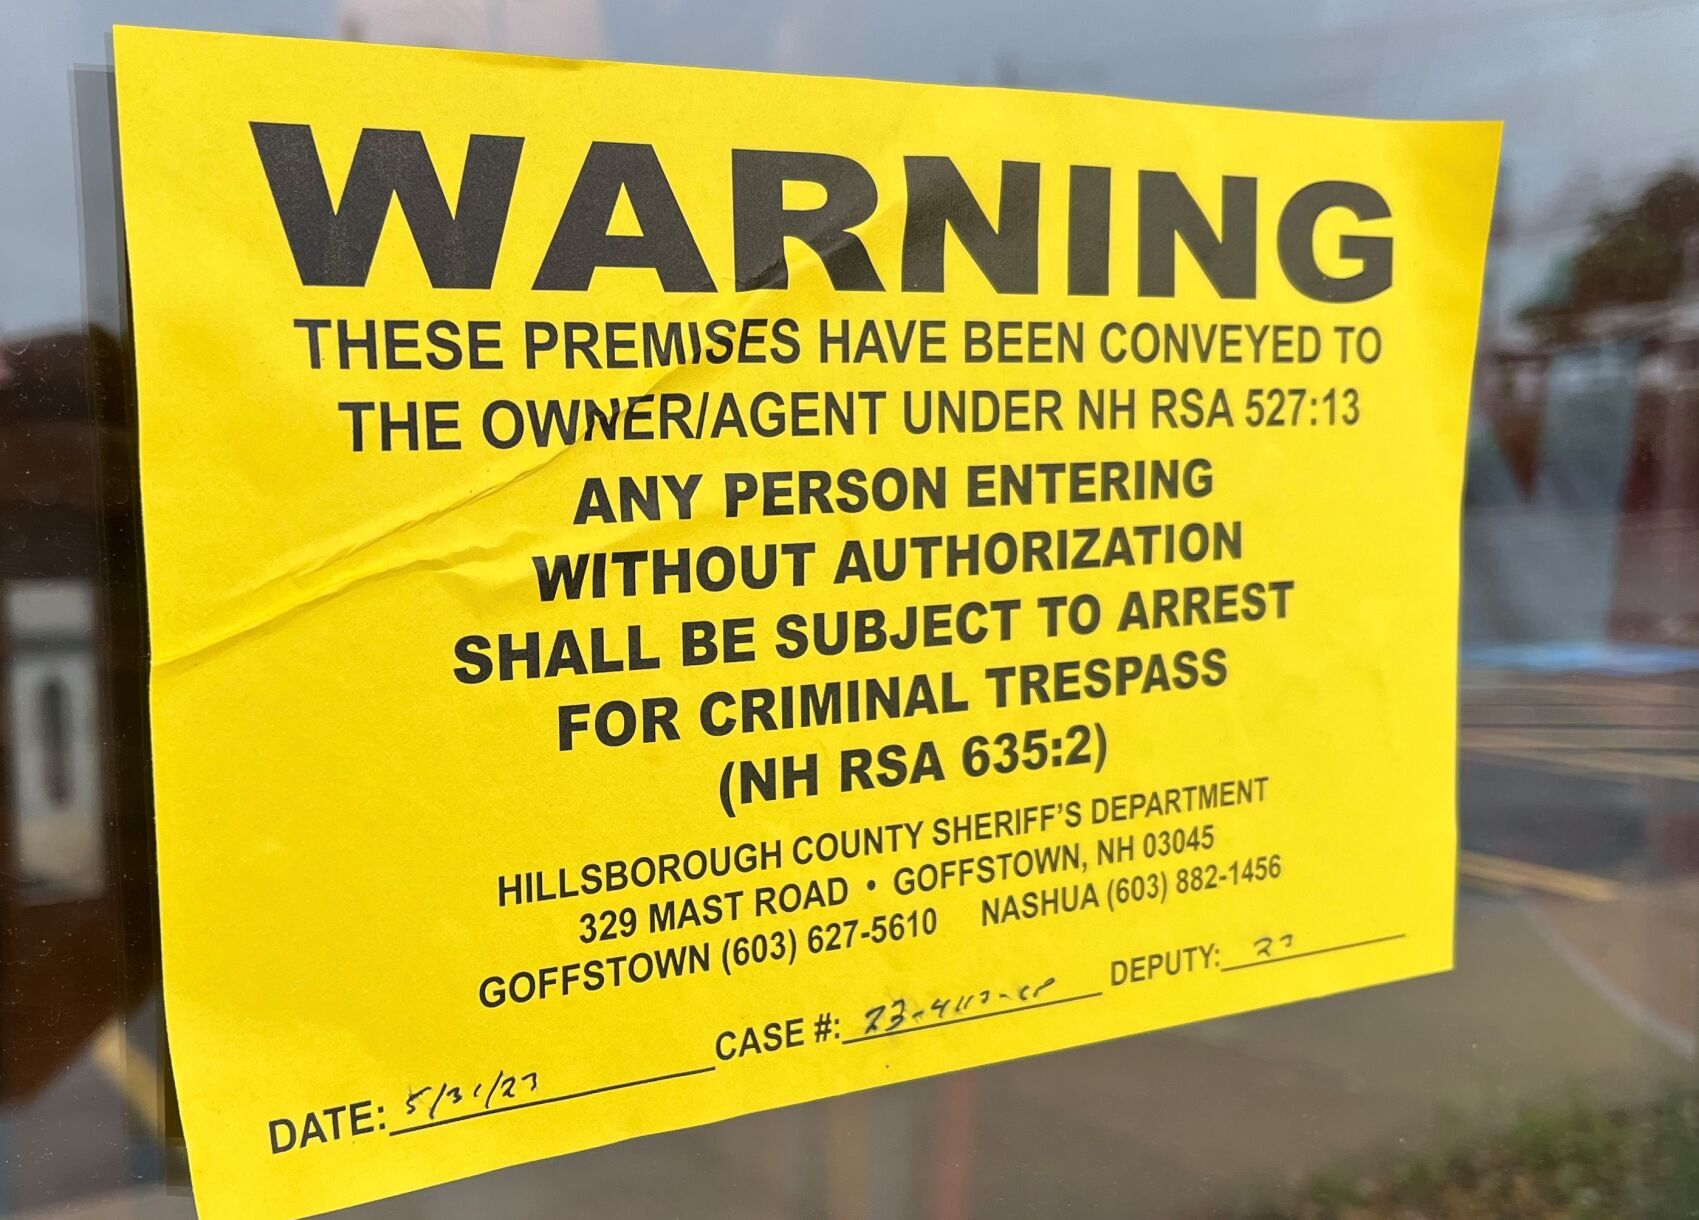 WARNING
THESE PREMISES HAVE BEEN CONVEYED TO
THE OWNER/AGENT UNDER NH RSA 527:13
ANY PERSON ENTERING
WITHOUT AUTHORIZATION
SHALL BE SUBJECT TO ARREST
FOR CRIMINAL TRESPASS
(NH RSA 635:2)
HILLSBOROUGH COUNTY SHERIFF'S DEPARTMENT
329 MAST ROAD • GOFFSTOWN, NH 03045
GOFFSTOWN (603) 627-5610 NASHUA (603) 882-1456
DATE: 5/31/23 CASE #: DEPUTY: